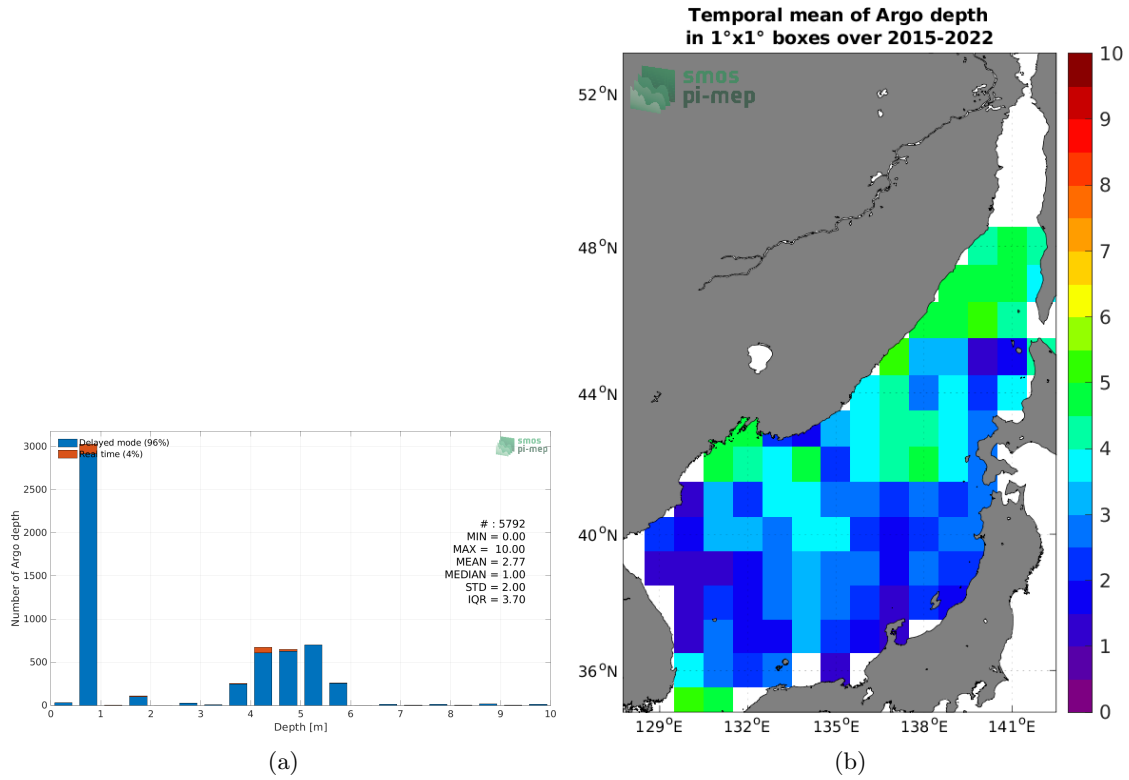 3000
2500
2000
1500
1000
500
0
Number of Argo depth
Delayed mode (96%)
Real time (4%)
smos
pi-mep
# : 5792
MIN = 0.00
MAX = 10.00
MEAN = 2.77
MEDIAN = 1.00
STD = 2.00
IQR = 3.70
0 1 2 3 4 5 6 7 8 9 10
Depth [m]
(a)
Temporal mean of Argo depth
in 1°x1° boxes over 2015-2022
smos
pi-mep
52°N
48°N
44°N
40°N
36°N
129°E 132°E 135°E 138°E 141°E
10
9
8
7
6
5
4
3
2
1
0
(b)